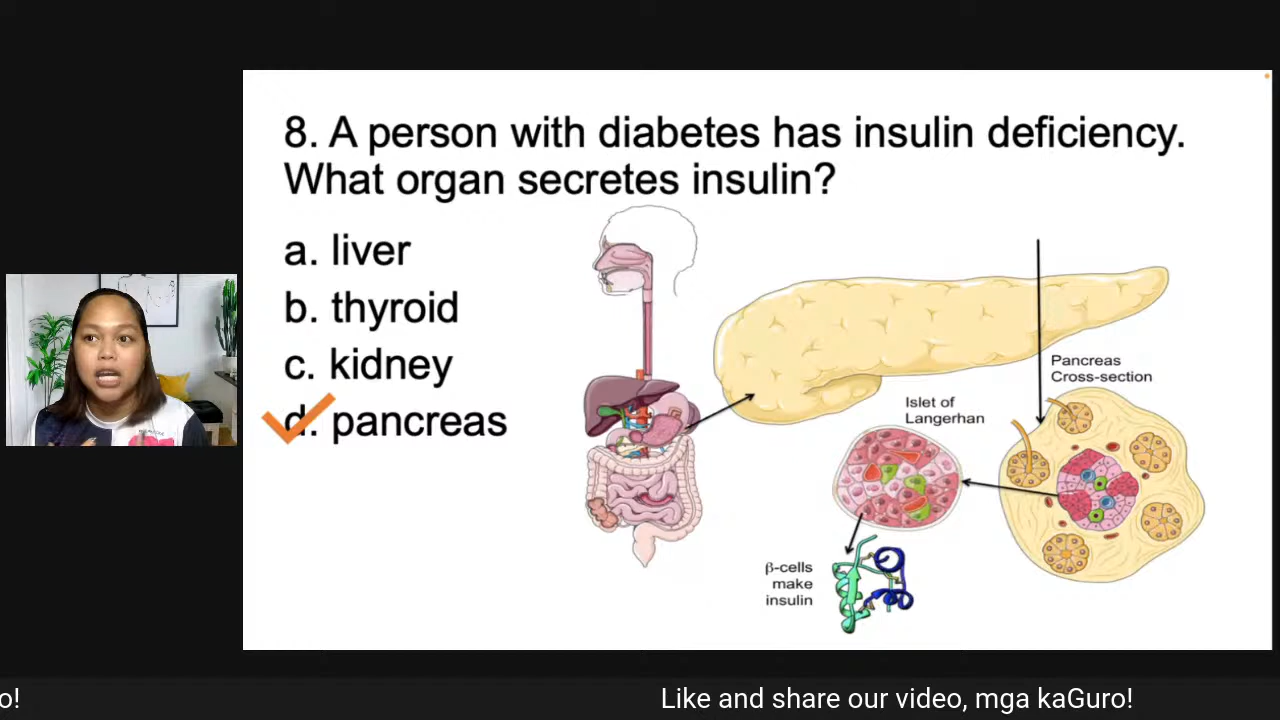 8. A person with diabetes has insulin deficiency.
What organ secretes insulin?
a. liver
b. thyroid
c. kidney
d. pancreas
Pancreas
Cross-section
Islet of
Langerhan
β-cells
make
insulin
o!
Like and share our video, mga kaGuro!